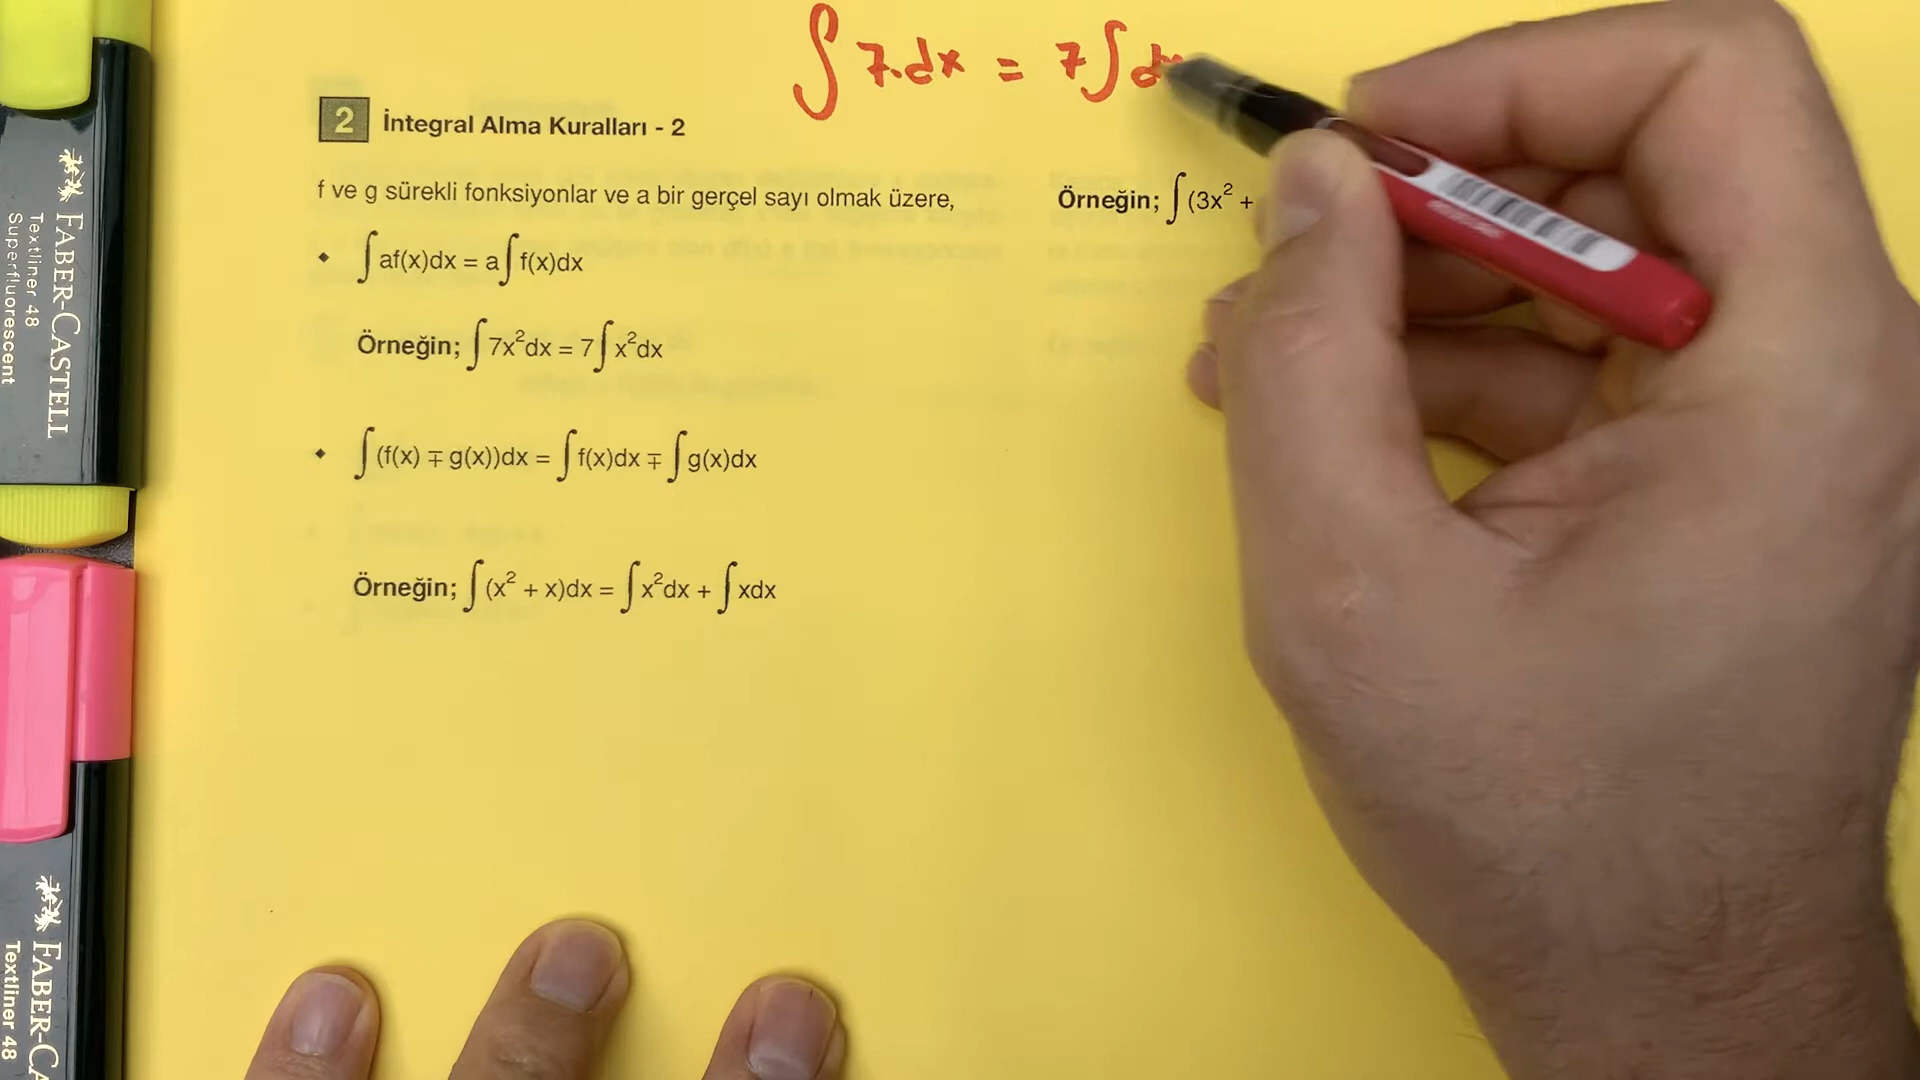 ∫ 7.dx = 7∫dx
2 İntegral Alma Kuralları - 2
f ve g sürekli fonksiyonlar ve a bir gerçel sayı olmak üzere,
∫ af(x)dx = a∫ f(x)dx
Örneğin; ∫ 7x²dx = 7∫ x²dx
∫ (f(x) ∓ g(x))dx = ∫ f(x)dx ∓ ∫ g(x)dx
Örneğin; ∫ (x² + x)dx = ∫ x²dx + ∫ xdx
Örneğin; ∫ (3x² +
FABER-CASTELL
Textliner 48
Superfluorescent
FABER-CA
Textliner 48